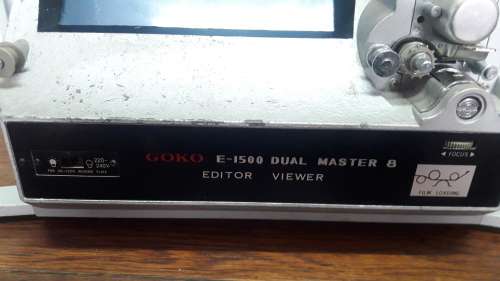 GOKO E-1500 DUAL MASTER 8
EDITOR VIEWER
220-
240V
◀ FOCUS ▶
FILM LOADING